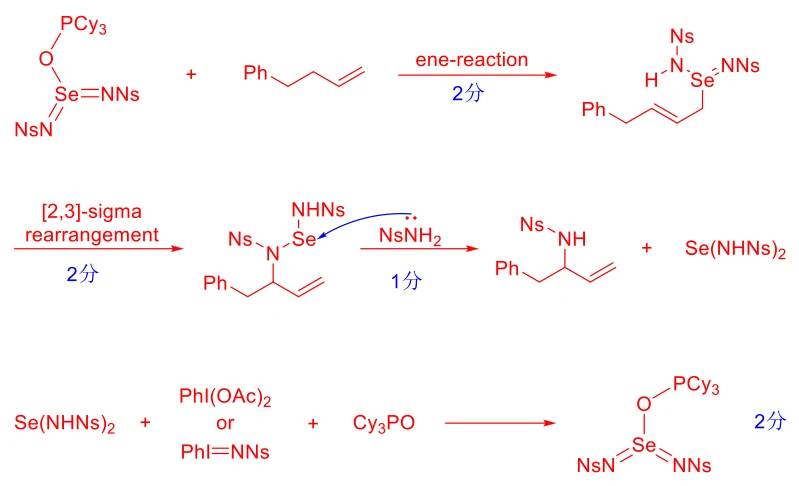 PCy3
O
Se=NNs
NsN
+
Ph
ene-reaction
2分
Ns
H N Se=NNs
Ph
[2,3]-sigma
rearrangement
2分
NHNs
Ns N Se
Ph
NsNH2
1分
Ns NH
Ph
+
Se(NHNs)2
Se(NHNs)2
+
PhI(OAc)2
or
PhI=NNs
+
Cy3PO
PCy3
O
Se
NsN NNs
2分